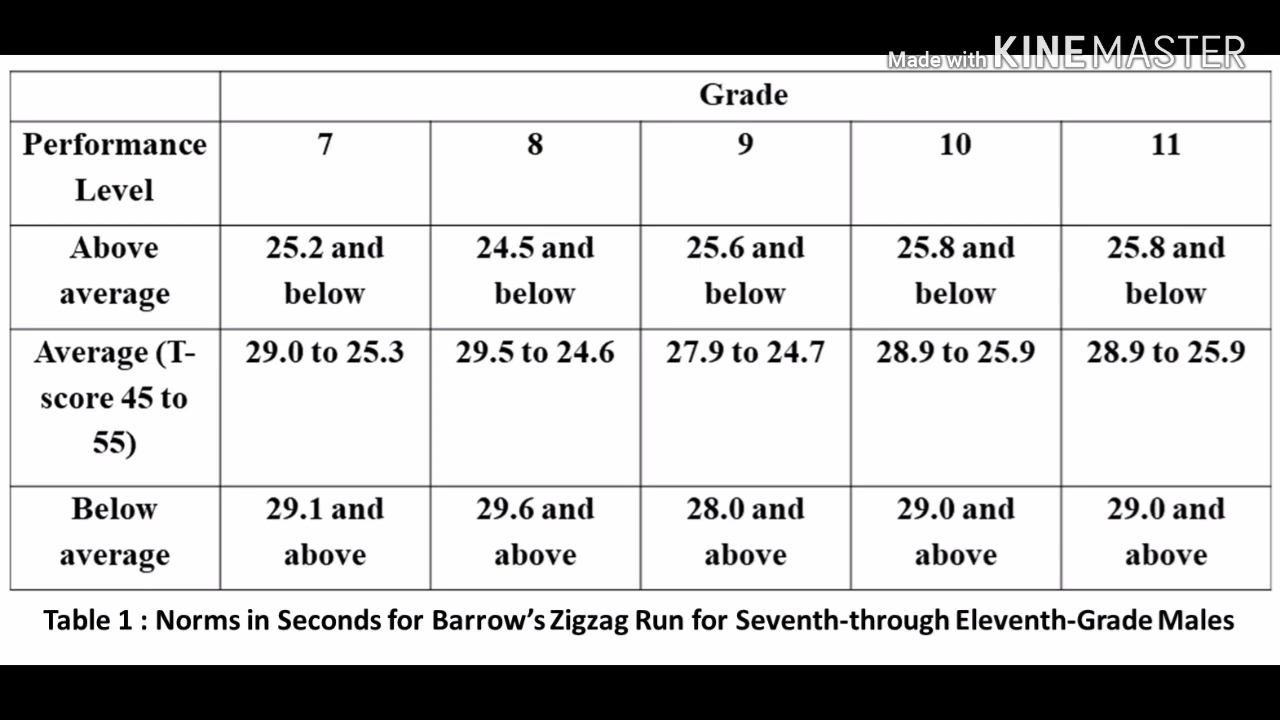 Made with KINEMASTER
Grade
Performance Level 7 8 9 10 11
Above average 25.2 and below 24.5 and below 25.6 and below 25.8 and below 25.8 and below
Average (T-score 45 to 55) 29.0 to 25.3 29.5 to 24.6 27.9 to 24.7 28.9 to 25.9 28.9 to 25.9
Below average 29.1 and above 29.6 and above 28.0 and above 29.0 and above 29.0 and above
Table 1 : Norms in Seconds for Barrow’s Zigzag Run for Seventh-through Eleventh-Grade Males